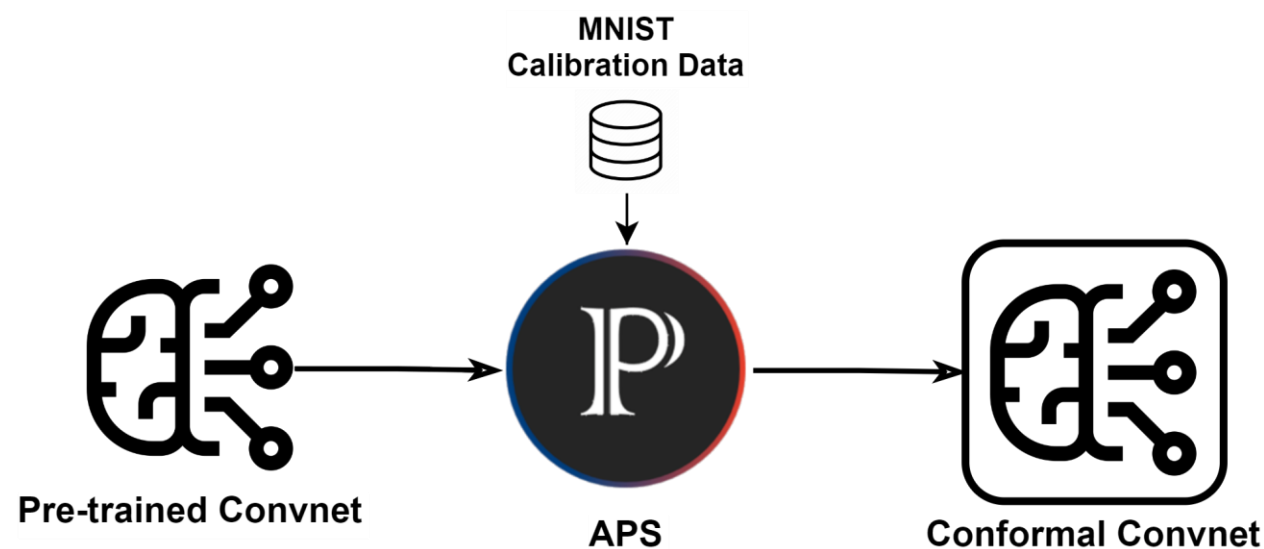 MNIST
Calibration Data
P
Pre-trained Convnet
APS
Conformal Convnet